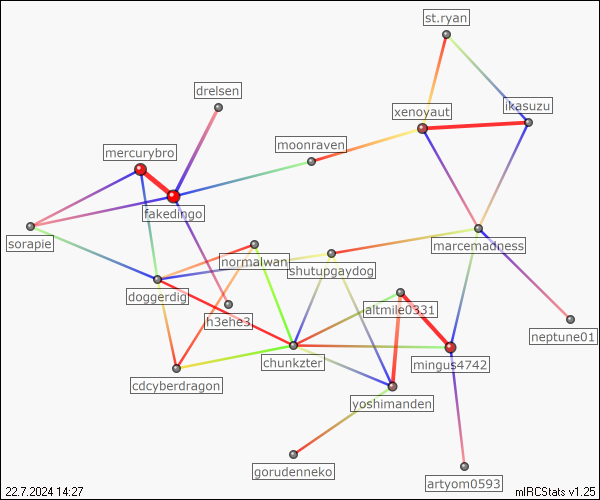 st.ryan
drelsen
ikasuzu
xenoyaut
moonraven
mercurybro
fakedingo
sorapie
marcemadness
normalwan
shutupgaydog
doggerdig
altmile0331
h3ehe3
neptune01
chunkzter
mingus4742
cdcyberdragon
yoshimanden
gorudenneko
artyom0593
22.7.2024 14:27
mIRCStats v1.25